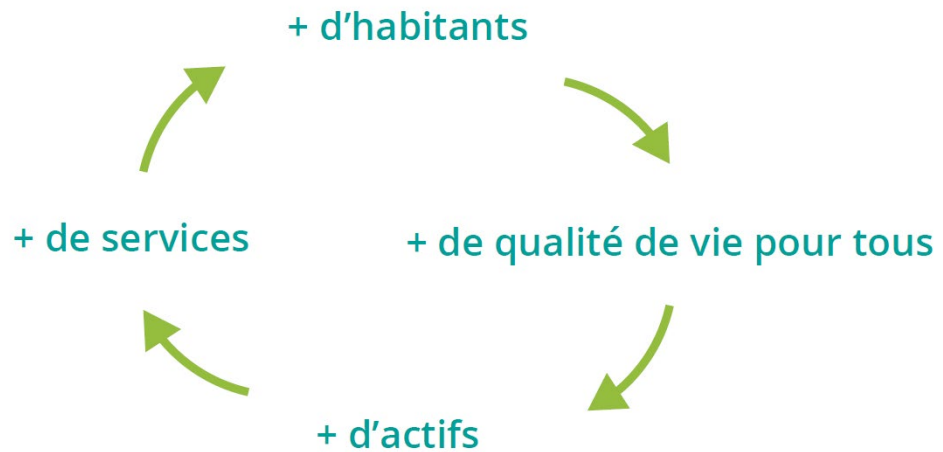 + d’habitants
+ de services
+ de qualité de vie pour tous
+ d’actifs